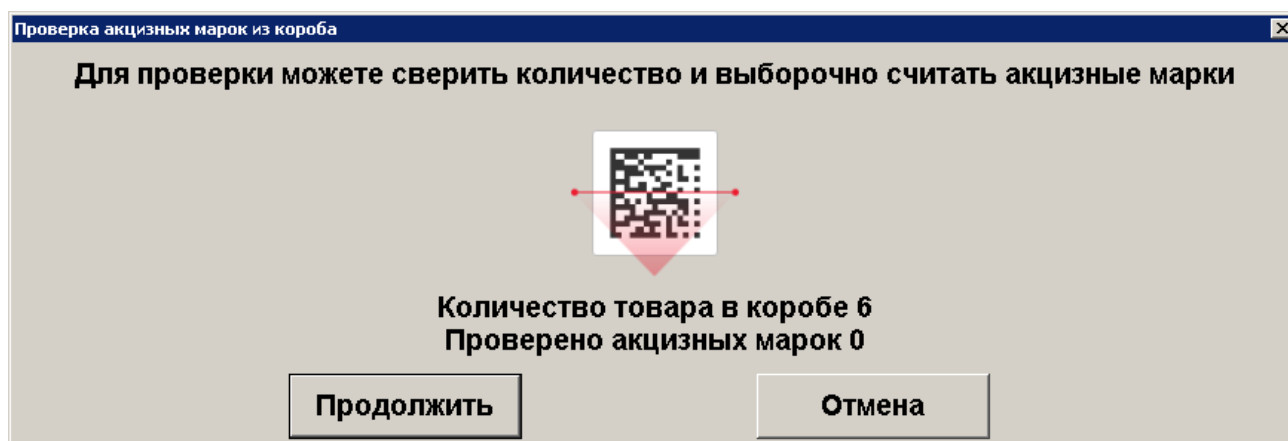 Проверка акцизных марок из короба
Для проверки можете сверить количество и выборочно считать акцизные марки
Количество товара в коробе 6
Проверено акцизных марок 0
Продолжить
Отмена